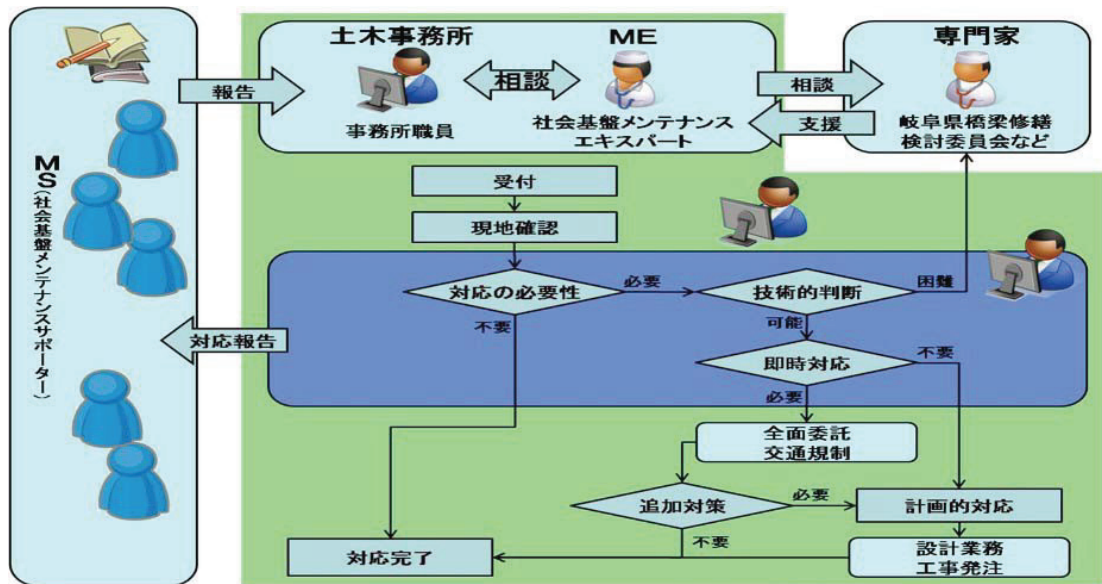 土木事務所
ME
専門家
報告
相談
相談
支援
事務所職員
社会基盤メンテナンス
エキスパート
岐阜県橋梁修繕
検討委員会など
MS(社会基盤メンテナンスサポーター)
受付
現地確認
対応の必要性
必要
技術的判断
困難
不要
可能
対応報告
即時対応
不要
必要
全面委託
交通規制
追加対策
必要
計画的対応
不要
対応完了
設計業務
工事発注